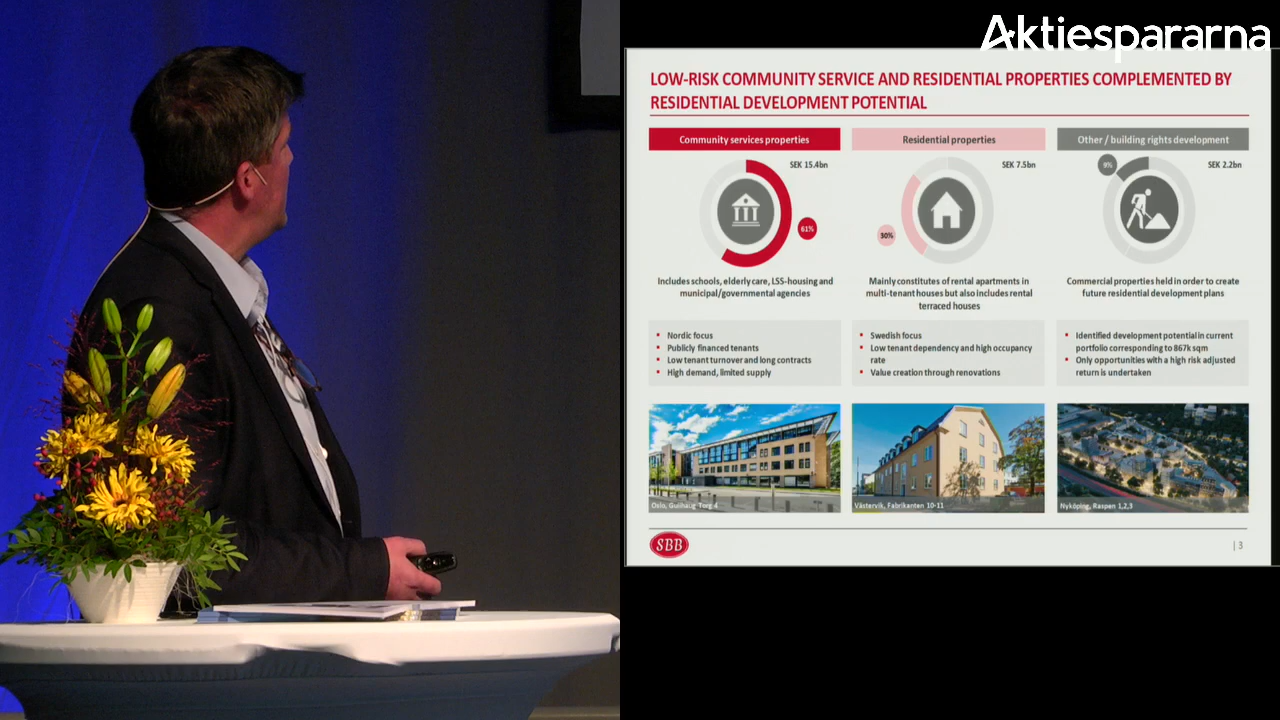 Aktiespararna
LOW-RISK COMMUNITY SERVICE AND RESIDENTIAL PROPERTIES COMPLEMENTED BY
RESIDENTIAL DEVELOPMENT POTENTIAL
Community services properties
SEK 15.4bn
61%
Includes schools, elderly care, LSS-housing and
municipal/governmental agencies
• Nordic focus
• Publicly financed tenants
• Low tenant turnover and long contracts
• High demand, limited supply
Oslo, Gullhaug Torg 4
Residential properties
SEK 7.5bn
30%
Mainly constitutes of rental apartments in
multi-tenant houses but also includes rental
terraced houses
• Swedish focus
• Low tenant dependency and high occupancy
rate
• Value creation through renovations
Västervik, Fabrikanten 10-11
Other / building rights development
SEK 2.2bn
9%
Commercial properties held in order to create
future residential development plans
• Identified development potential in current
portfolio corresponding to 867k sqm
• Only opportunities with a high risk adjusted
return is undertaken
Nyköping, Raspen 1,2,3
SBB
| 3